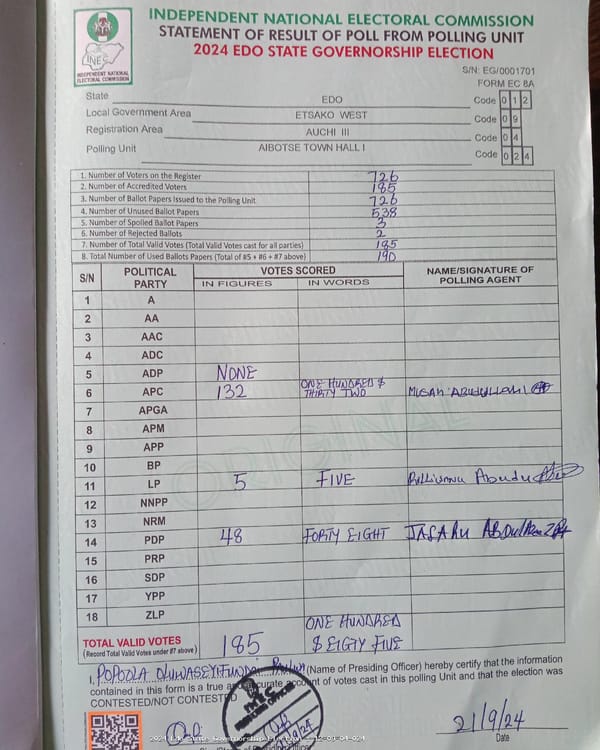 INDEPENDENT NATIONAL ELECTORAL COMMISSION
STATEMENT OF RESULT OF POLL FROM POLLING UNIT
2024 EDO STATE GOVERNORSHIP ELECTION
INEC
INDEPENDENT NATIONAL ELECTORAL COMMISSION
S/N: EG/0001701
FORM EC 8A
State EDO Code 0 1 2
Local Government Area ETSAKO WEST Code 0 9
Registration Area AUCHI III Code 0 4
Polling Unit AIBOTSE TOWN HALL I Code 0 2 4
1. Number of Voters on the Register 726
2. Number of Accredited Voters 185
3. Number of Ballot Papers Issued to the Polling Unit 726
4. Number of Unused Ballot Papers 538
5. Number of Spoiled Ballot Papers 3
6. Number of Rejected Ballots 2
7. Number of Total Valid Votes (Total Valid Votes cast for all parties) 185
8. Total Number of Used Ballots Papers (Total of #5 + #6 + #7 above) 190
S/N POLITICAL PARTY VOTES SCORED NAME/SIGNATURE OF POLLING AGENT
IN FIGURES IN WORDS
1 A
2 AA
3 AAC
4 ADC
5 ADP NONE
6 APC 132 ONE HUNDRED $ THIRTY TWO
7 APGA
8 APM
9 APP
10 BP
11 LP 5 FIVE Abudu
12 NNPP
13 NRM
14 PDP 48 FORTY EIGHT
15 PRP
16 SDP
17 YPP
18 ZLP
TOTAL VALID VOTES 185 ONE HUNDRED $ EIGTY FIVE
(Record Total Valid Votes under #7 above)
ORIGINAL
I, POPOOLA OLUWASEYIFUNDA (Name of Presiding Officer) hereby certify that the information
contained in this form is a true and accurate account of votes cast in this polling Unit and that the election was
CONTESTED/NOT CONTESTED
21/9/24
Date